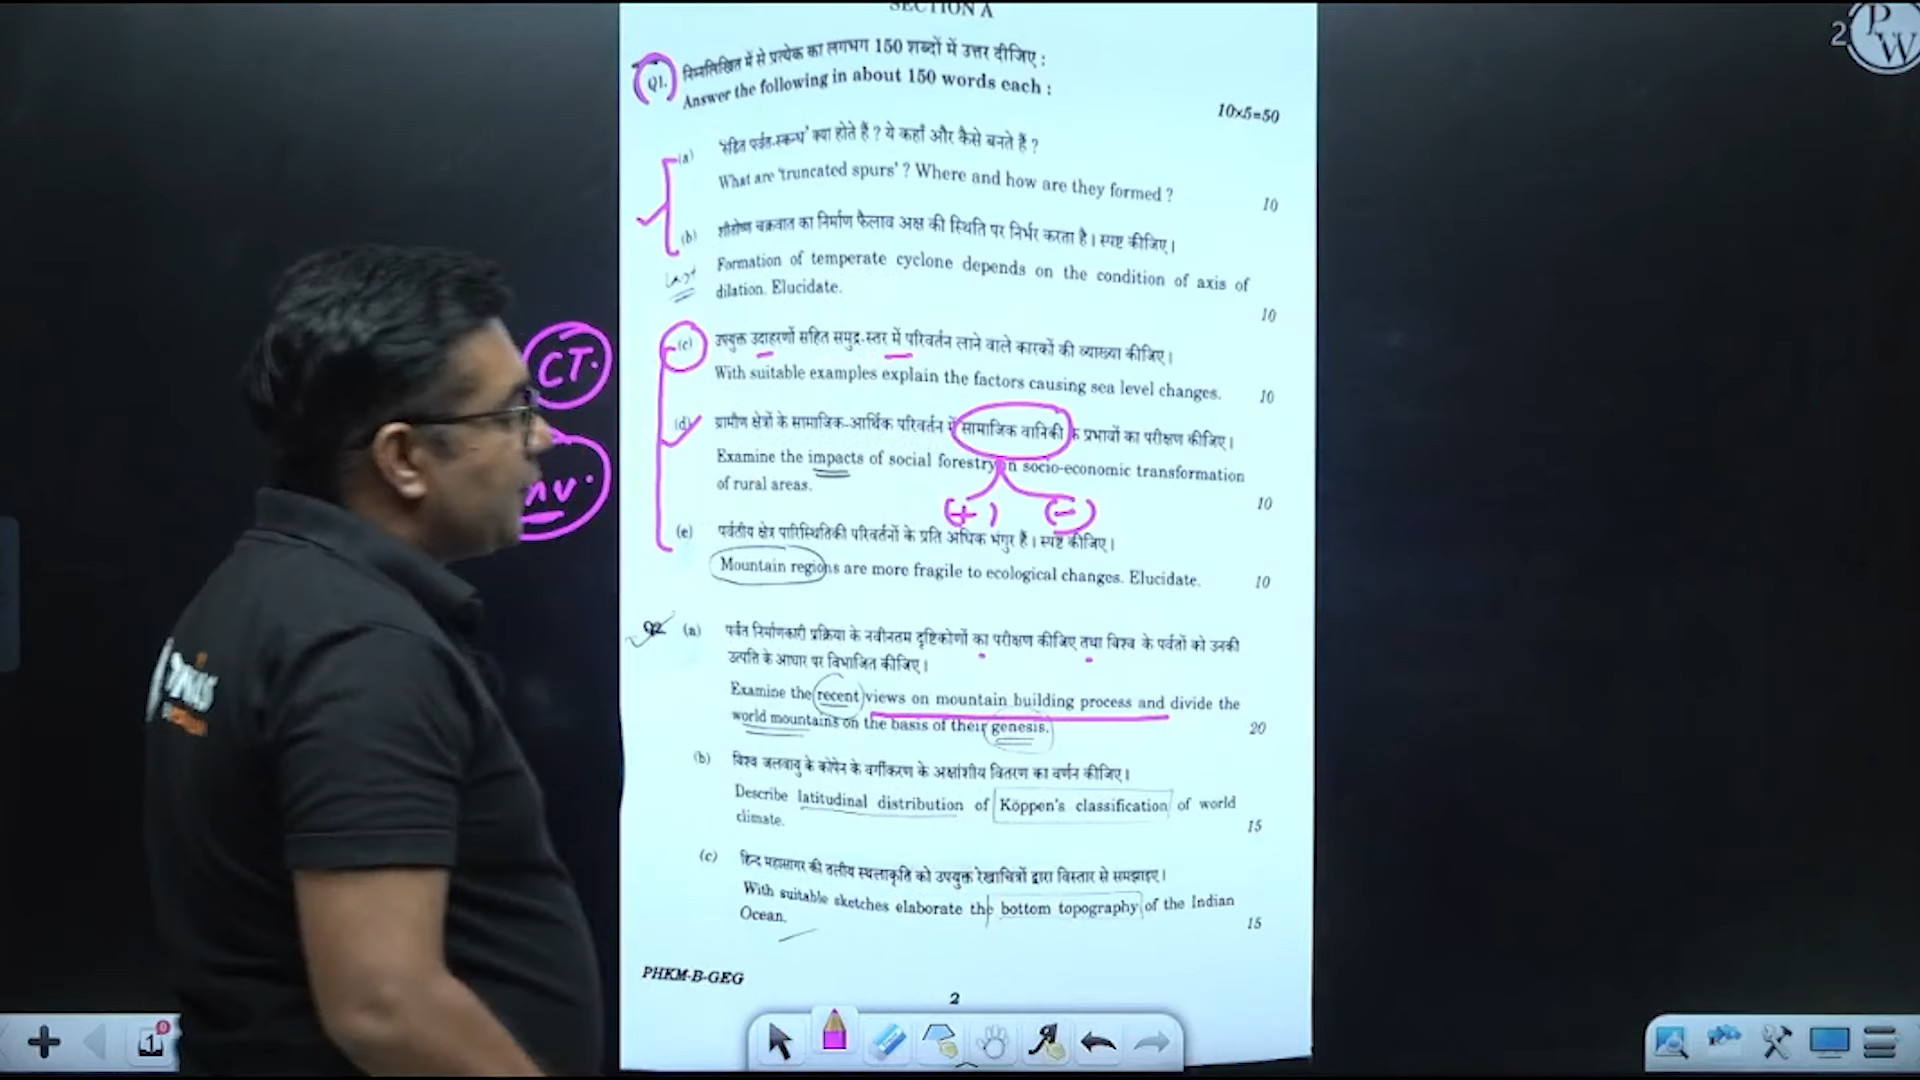 SECTION A
2 PW
Q1. निम्नलिखित में से प्रत्येक का लगभग 150 शब्दों में उत्तर दीजिए :
Answer the following in about 150 words each :
10×5=50
(a) पर्वत-स्कन्ध' क्या होते हैं ? ये कहाँ और कैसे बनते हैं ?
What are 'truncated spurs' ? Where and how are they formed ?
10
(b) शीतोष्ण चक्रवात का निर्माण फैलाव अक्ष की स्थिति पर निर्भर करता है । स्पष्ट कीजिए ।
Last
Formation of temperate cyclone depends on the condition of axis of
dilation. Elucidate.
10
(c) उपयुक्त उदाहरणों सहित समुद्र-स्तर में परिवर्तन लाने वाले कारकों की व्याख्या कीजिए ।
With suitable examples explain the factors causing sea level changes.
10
CT.
(d) ग्रामीण क्षेत्रों के सामाजिक-आर्थिक परिवर्तन में सामाजिक वानिकी के प्रभावों का परीक्षण कीजिए ।
Examine the impacts of social forestry in socio-economic transformation
of rural areas.
10
(+) (-)
(e) पर्वतीय क्षेत्र पारिस्थितिकी परिवर्तनों के प्रति अधिक भंगुर हैं । स्पष्ट कीजिए ।
Mountain regions are more fragile to ecological changes. Elucidate.
10
Q2. (a) पर्वत निर्माणकारी प्रक्रिया के नवीनतम दृष्टिकोणों का परीक्षण कीजिए तथा विश्व के पर्वतों को उनकी
उत्पत्ति के आधार पर विभाजित कीजिए ।
Examine the recent views on mountain building process and divide the
world mountains on the basis of their genesis.
20
(b) विश्व जलवायु के कोपेन के वर्गीकरण के अक्षांशीय वितरण का वर्णन कीजिए ।
Describe latitudinal distribution of Köppen's classification of world
climate.
15
(c) हिन्द महासागर की तलीय स्थलाकृति को उपयुक्त रेखाचित्रों द्वारा विस्तार से समझाइए ।
With suitable sketches elaborate the bottom topography of the Indian
Ocean.
15
PHKM-B-GEG
2
1
0